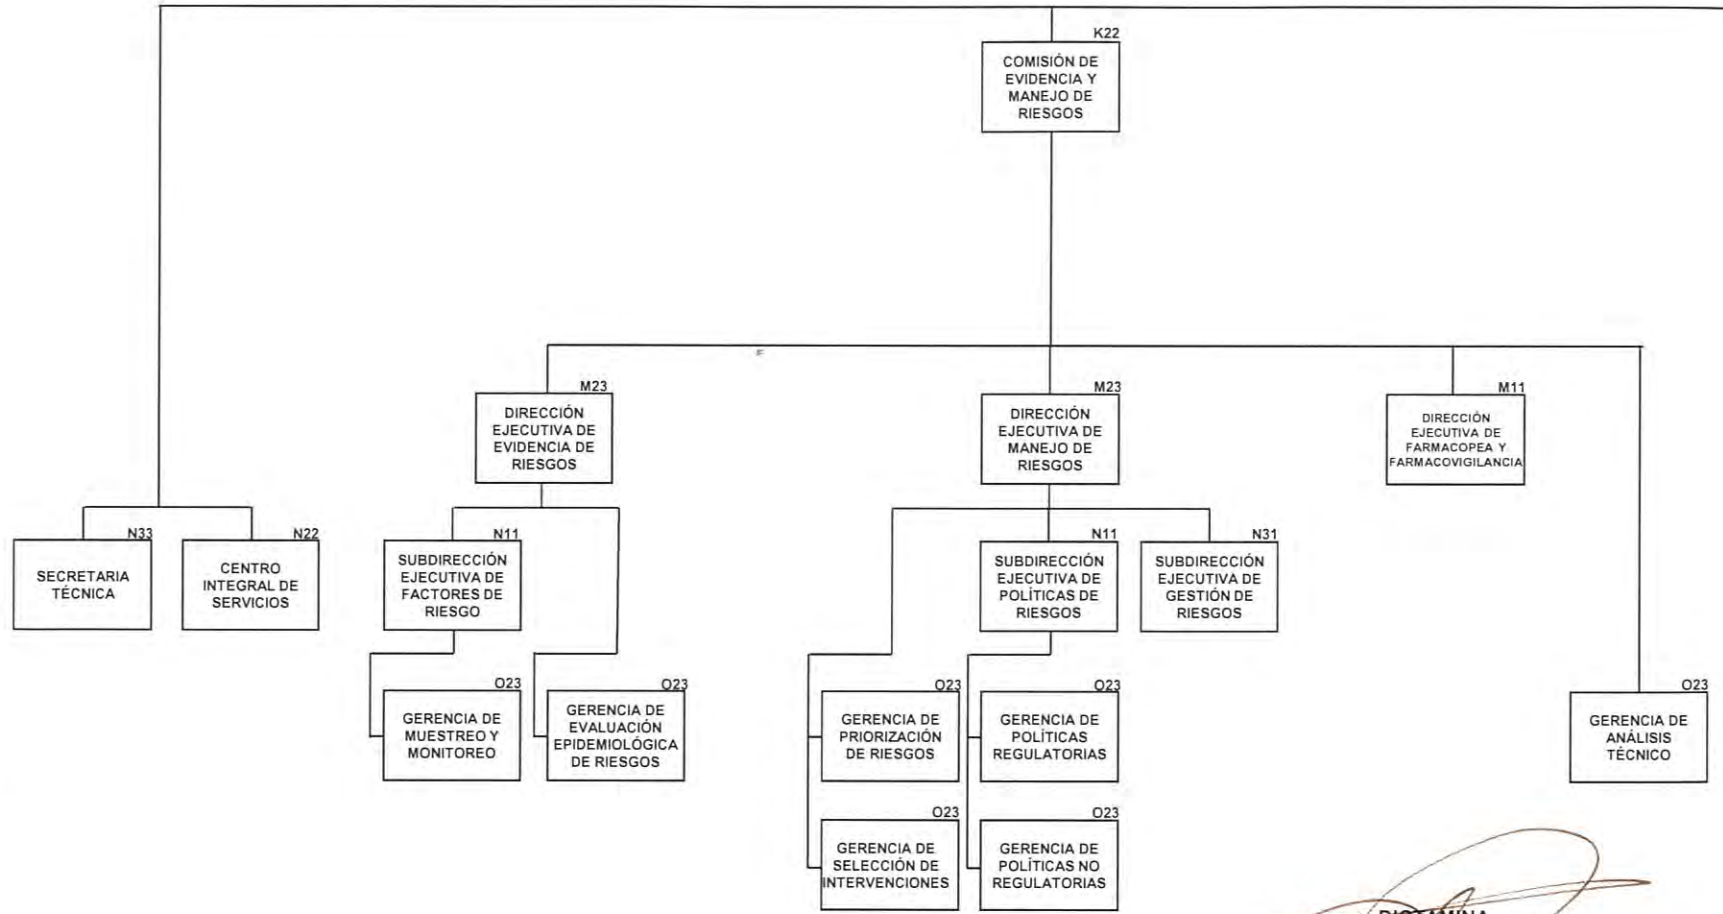 K22
COMISIÓN DE
EVIDENCIA Y
MANEJO DE
RIESGOS
M23
DIRECCIÓN
EJECUTIVA DE
EVIDENCIA DE
RIESGOS
M23
DIRECCIÓN
EJECUTIVA DE
MANEJO DE
RIESGOS
M11
DIRECCIÓN
EJECUTIVA DE
FARMACOPEA Y
FARMACOVIGILANCIA
N33
SECRETARIA
TÉCNICA
N22
CENTRO
INTEGRAL DE
SERVICIOS
N11
SUBDIRECCIÓN
EJECUTIVA DE
FACTORES DE
RIESGO
N11
SUBDIRECCIÓN
EJECUTIVA DE
POLÍTICAS DE
RIESGOS
N31
SUBDIRECCIÓN
EJECUTIVA DE
GESTIÓN DE
RIESGOS
O23
GERENCIA DE
MUESTREO Y
MONITOREO
O23
GERENCIA DE
EVALUACIÓN
EPIDEMIOLÓGICA
DE RIESGOS
O23
GERENCIA DE
PRIORIZACIÓN
DE RIESGOS
O23
GERENCIA DE
POLÍTICAS
REGULATORIAS
O23
GERENCIA DE
ANÁLISIS
TÉCNICO
O23
GERENCIA DE
SELECCIÓN DE
INTERVENCIONES
O23
GERENCIA DE
POLÍTICAS NO
REGULATORIAS
DICTAMINA